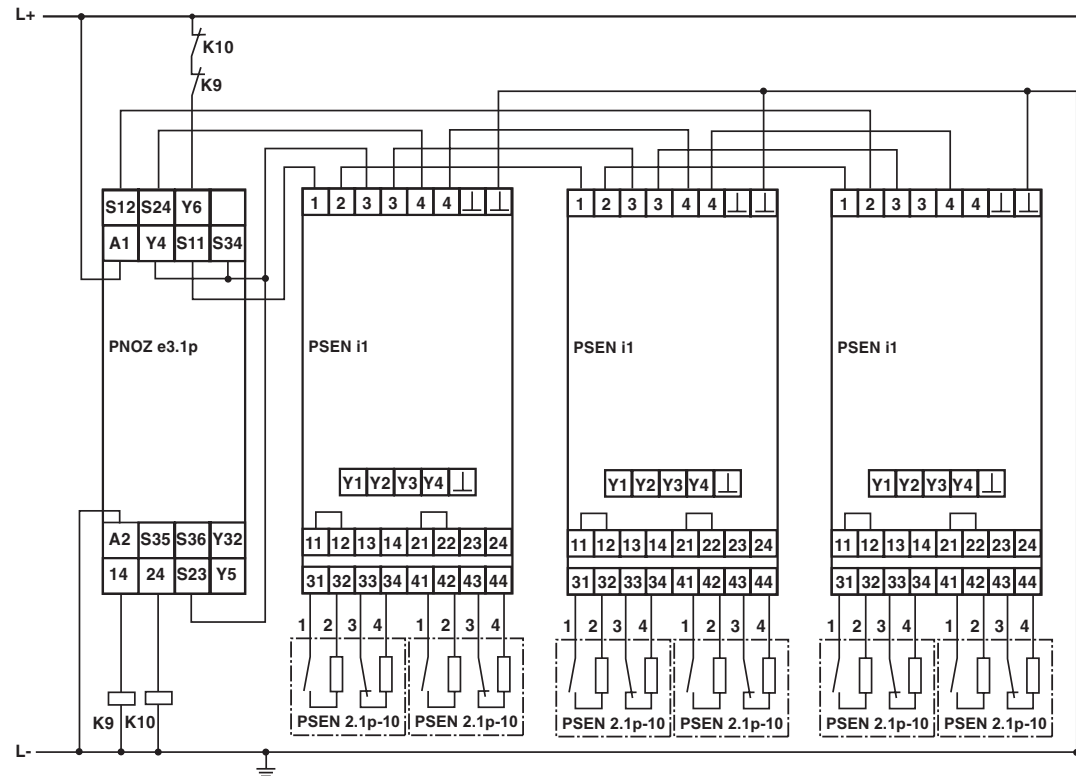 L+
K10
K9
S12 S24 Y6
A1 Y4 S11 S34
1 2 3 3 4 4
1 2 3 3 4 4
1 2 3 3 4 4
PNOZ e3.1p
PSEN i1
PSEN i1
PSEN i1
Y1 Y2 Y3 Y4
Y1 Y2 Y3 Y4
Y1 Y2 Y3 Y4
A2 S35 S36 Y32
14 24 S23 Y5
11 12 13 14 21 22 23 24
31 32 33 34 41 42 43 44
11 12 13 14 21 22 23 24
31 32 33 34 41 42 43 44
11 12 13 14 21 22 23 24
31 32 33 34 41 42 43 44
1 2 3 4 1 2 3 4
1 2 3 4 1 2 3 4
1 2 3 4 1 2 3 4
K9 K10
PSEN 2.1p-10 PSEN 2.1p-10
PSEN 2.1p-10 PSEN 2.1p-10
PSEN 2.1p-10 PSEN 2.1p-10
L-